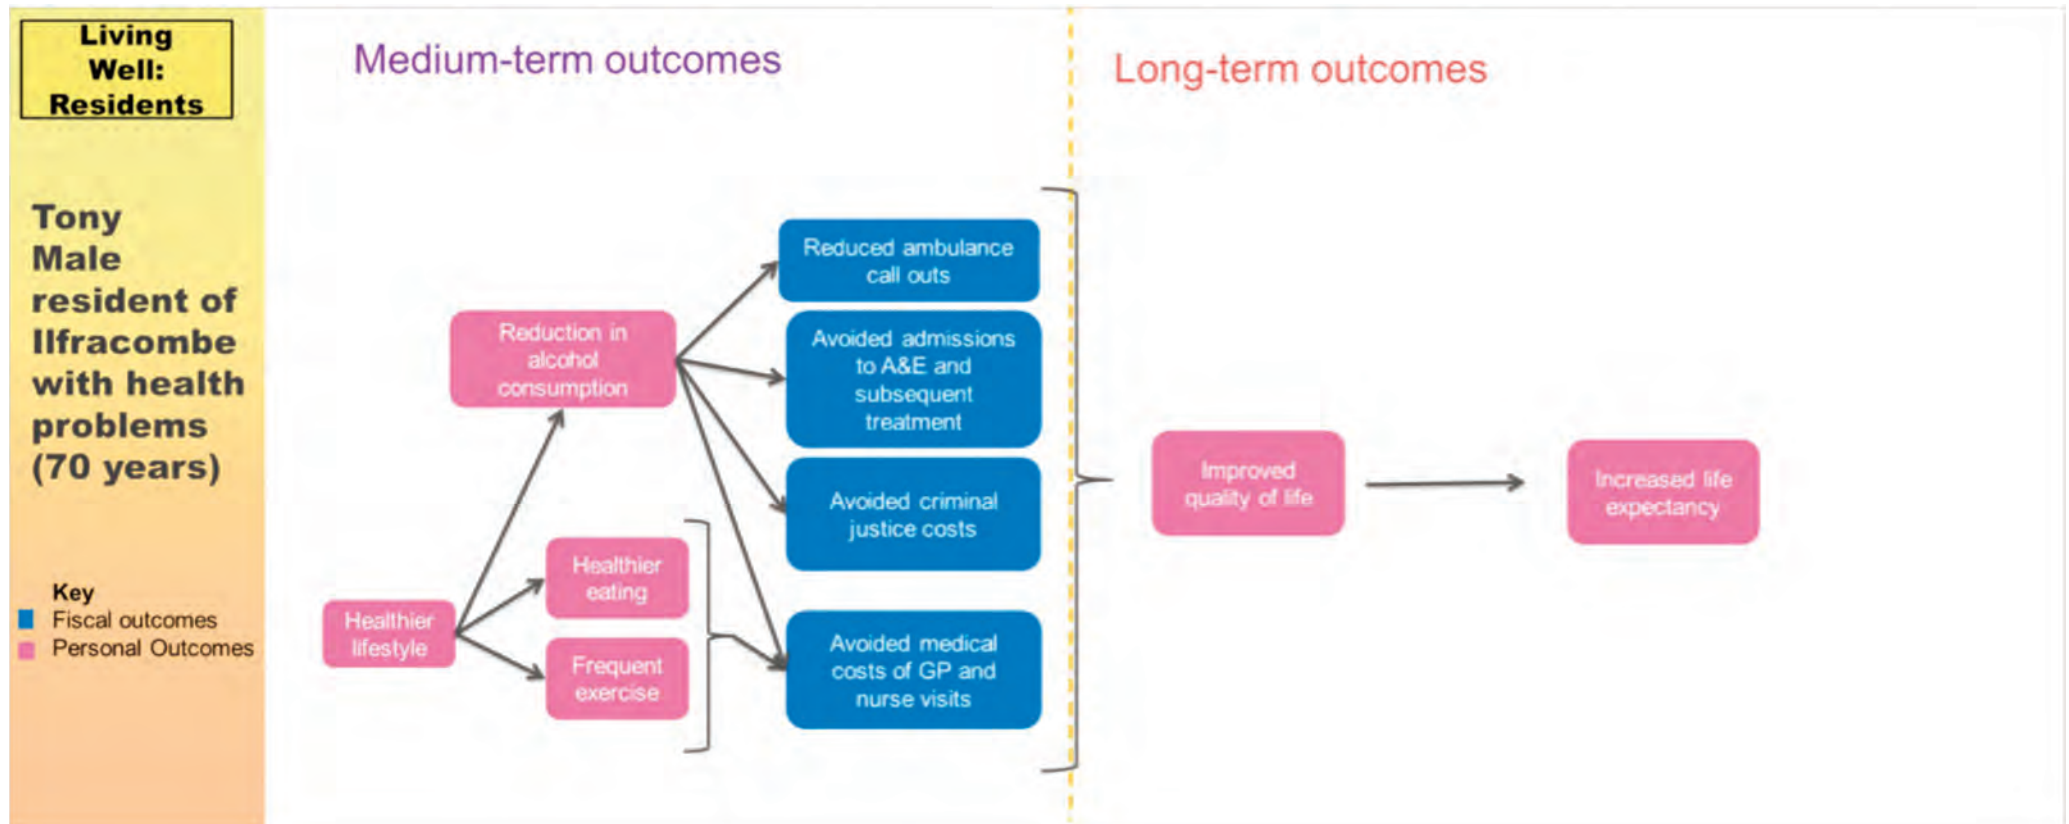 Living
Well:
Residents
Tony
Male
resident of
Ilfracombe
with health
problems
(70 years)
Key
Fiscal outcomes
Personal Outcomes
Medium-term outcomes
Healthier
lifestyle
Reduction in
alcohol
consumption
Healthier
eating
Frequent
exercise
Reduced ambulance
call outs
Avoided admissions
to A&E and
subsequent
treatment
Avoided criminal
justice costs
Avoided medical
costs of GP and
nurse visits
Long-term outcomes
Improved
quality of life
Increased life
expectancy